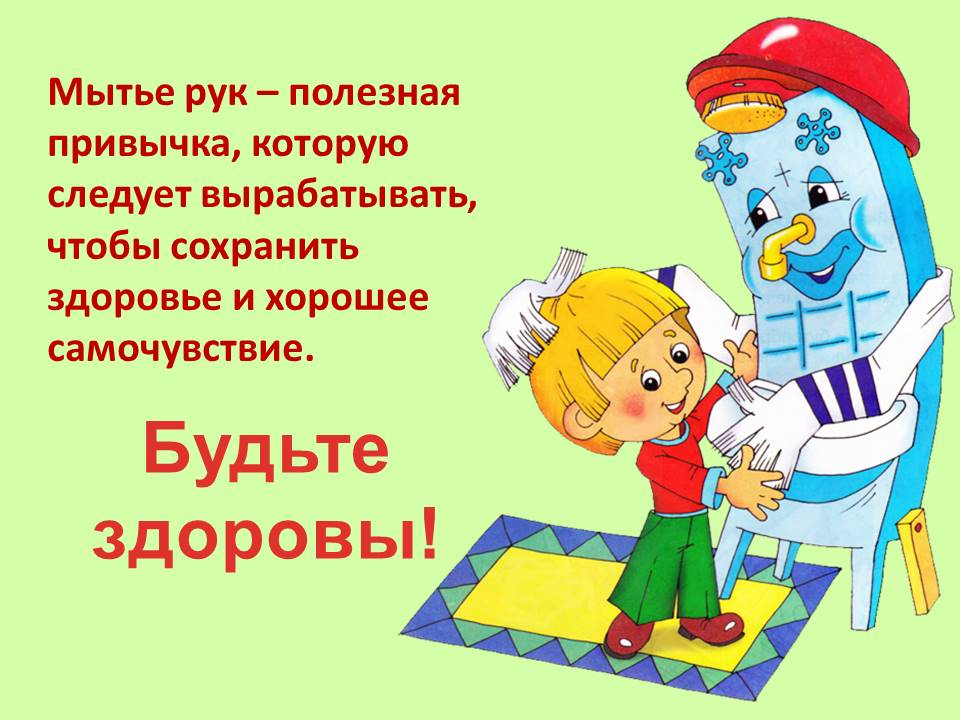 Мытье рук – полезная
привычка, которую
следует вырабатывать,
чтобы сохранить
здоровье и хорошее
самочувствие.
Будьте
здоровы!